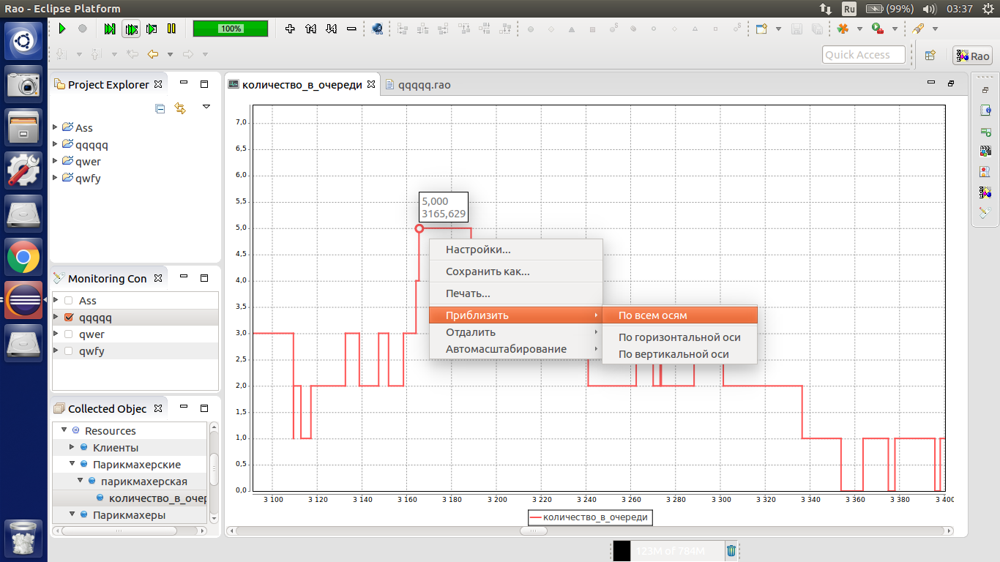 Rao - Eclipse Platform
Ru
(99%)
03:37
100%
Quick Access
Rao
Project Explorer
Ass
qqqqq
qwer
qwfy
Monitoring Con
Ass
qqqqq
qwer
qwfy
Collected Objec
Resources
Клиенты
Парикмахерские
парикмахерская
количество_в_очер
Парикмахеры
количество_в_очереди
qqqqq.rao
7,0
6,5
6,0
5,5
5,0
4,5
4,0
3,5
3,0
2,5
2,0
1,5
1,0
0,5
0,0
5,000
3165,629
Настройки...
Сохранить как...
Печать...
Приблизить
Отдалить
Автомасштабирование
По всем осям
По горизонтальной оси
По вертикальной оси
3 100 3 120 3 140 3 160 3 180 3 200 3 220 3 240 3 260 3 280 3 300 3 320 3 340 3 360 3 380 3 400
количество_в_очереди
123M of 784M